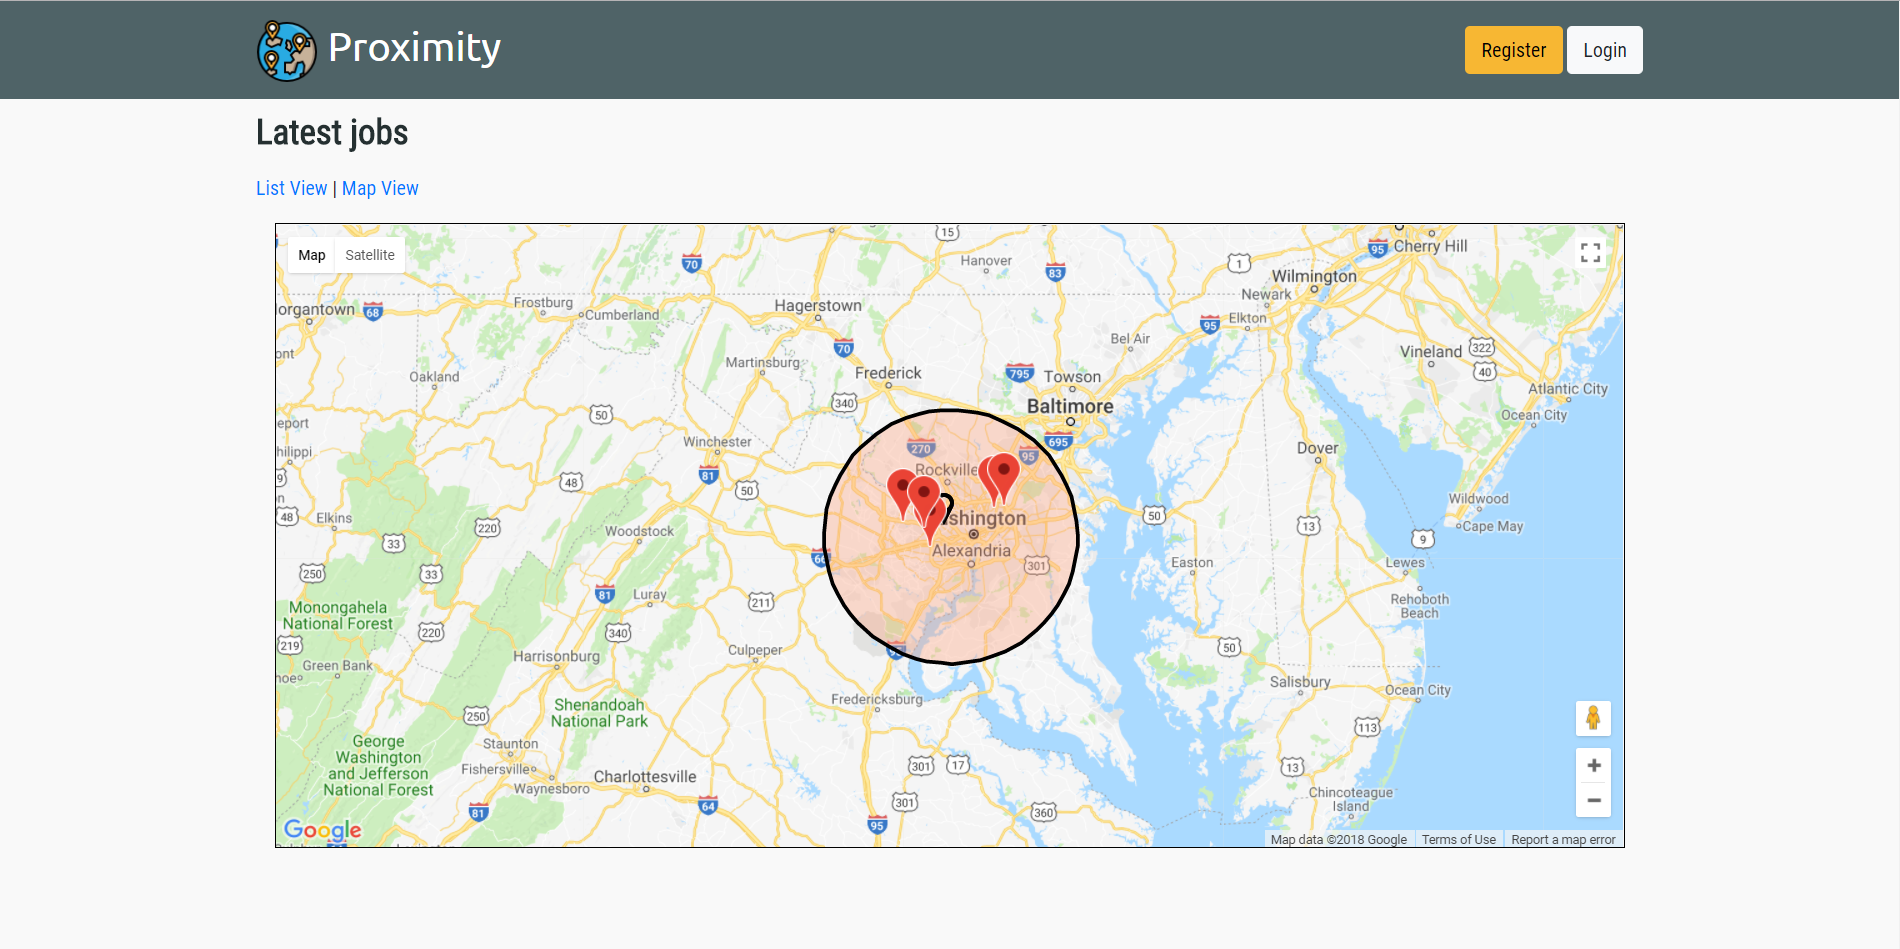 Proximity
Register
Login
Latest jobs
List View | Map View
Map
Satellite
15
Cherry Hill
95
Hanover
70
83
1
Wilmington
Newark
organtown
68
Frostburg
Cumberland
Hagerstown
Elkton
95
Bel Air
ont
70
Martinsburg
Vineland
322
Oakland
Frederick
795
Towson
40
Atlantic City
340
Baltimore
50
Ocean City
eport
Winchester
270
695
95
Dover
hilippi
Rockville
81
48
50
9
Wildwood
48
Elkins
220
Woodstock
shington
50
13
Cape May
33
66
Alexandria
9
250
33
301
Easton
Lewes
81
Luray
211
Rehoboth
Beach
Monongahela
National Forest
219
220
340
Harrisonburg
Culpeper
50
Green Bank
noe
Salisbury
Ocean City
Fredericksburg
250
Shenandoah
National Park
113
George
Washington
and Jefferson
National Forest
Staunton
Fishersville
Waynesboro
Charlottesville
301
17
13
Chincoteague
Island
81
64
301
360
95
Google
Map data ©2018 Google
Terms of Use
Report a map error